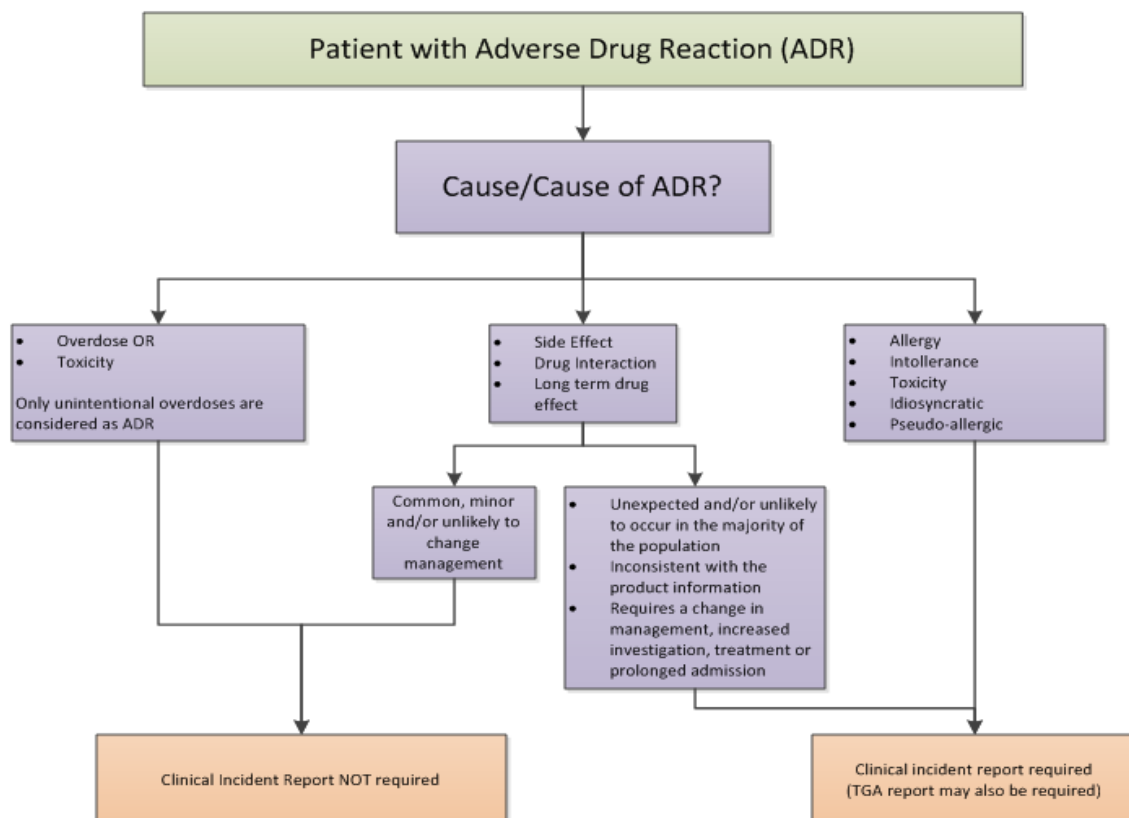 Patient with Adverse Drug Reaction (ADR)
Cause/Cause of ADR?
• Overdose OR
• Toxicity
Only unintentional overdoses are
considered as ADR
• Side Effect
• Drug Interaction
• Long term drug
effect
• Allergy
• Intollerance
• Toxicity
• Idiosyncratic
• Pseudo-allergic
Common, minor
and/or unlikely to
change
management
• Unexpected and/or unlikely
to occur in the majority of
the population
• Inconsistent with the
product information
• Requires a change in
management, increased
investigation, treatment or
prolonged admission
Clinical Incident Report NOT required
Clinical incident report required
(TGA report may also be required)